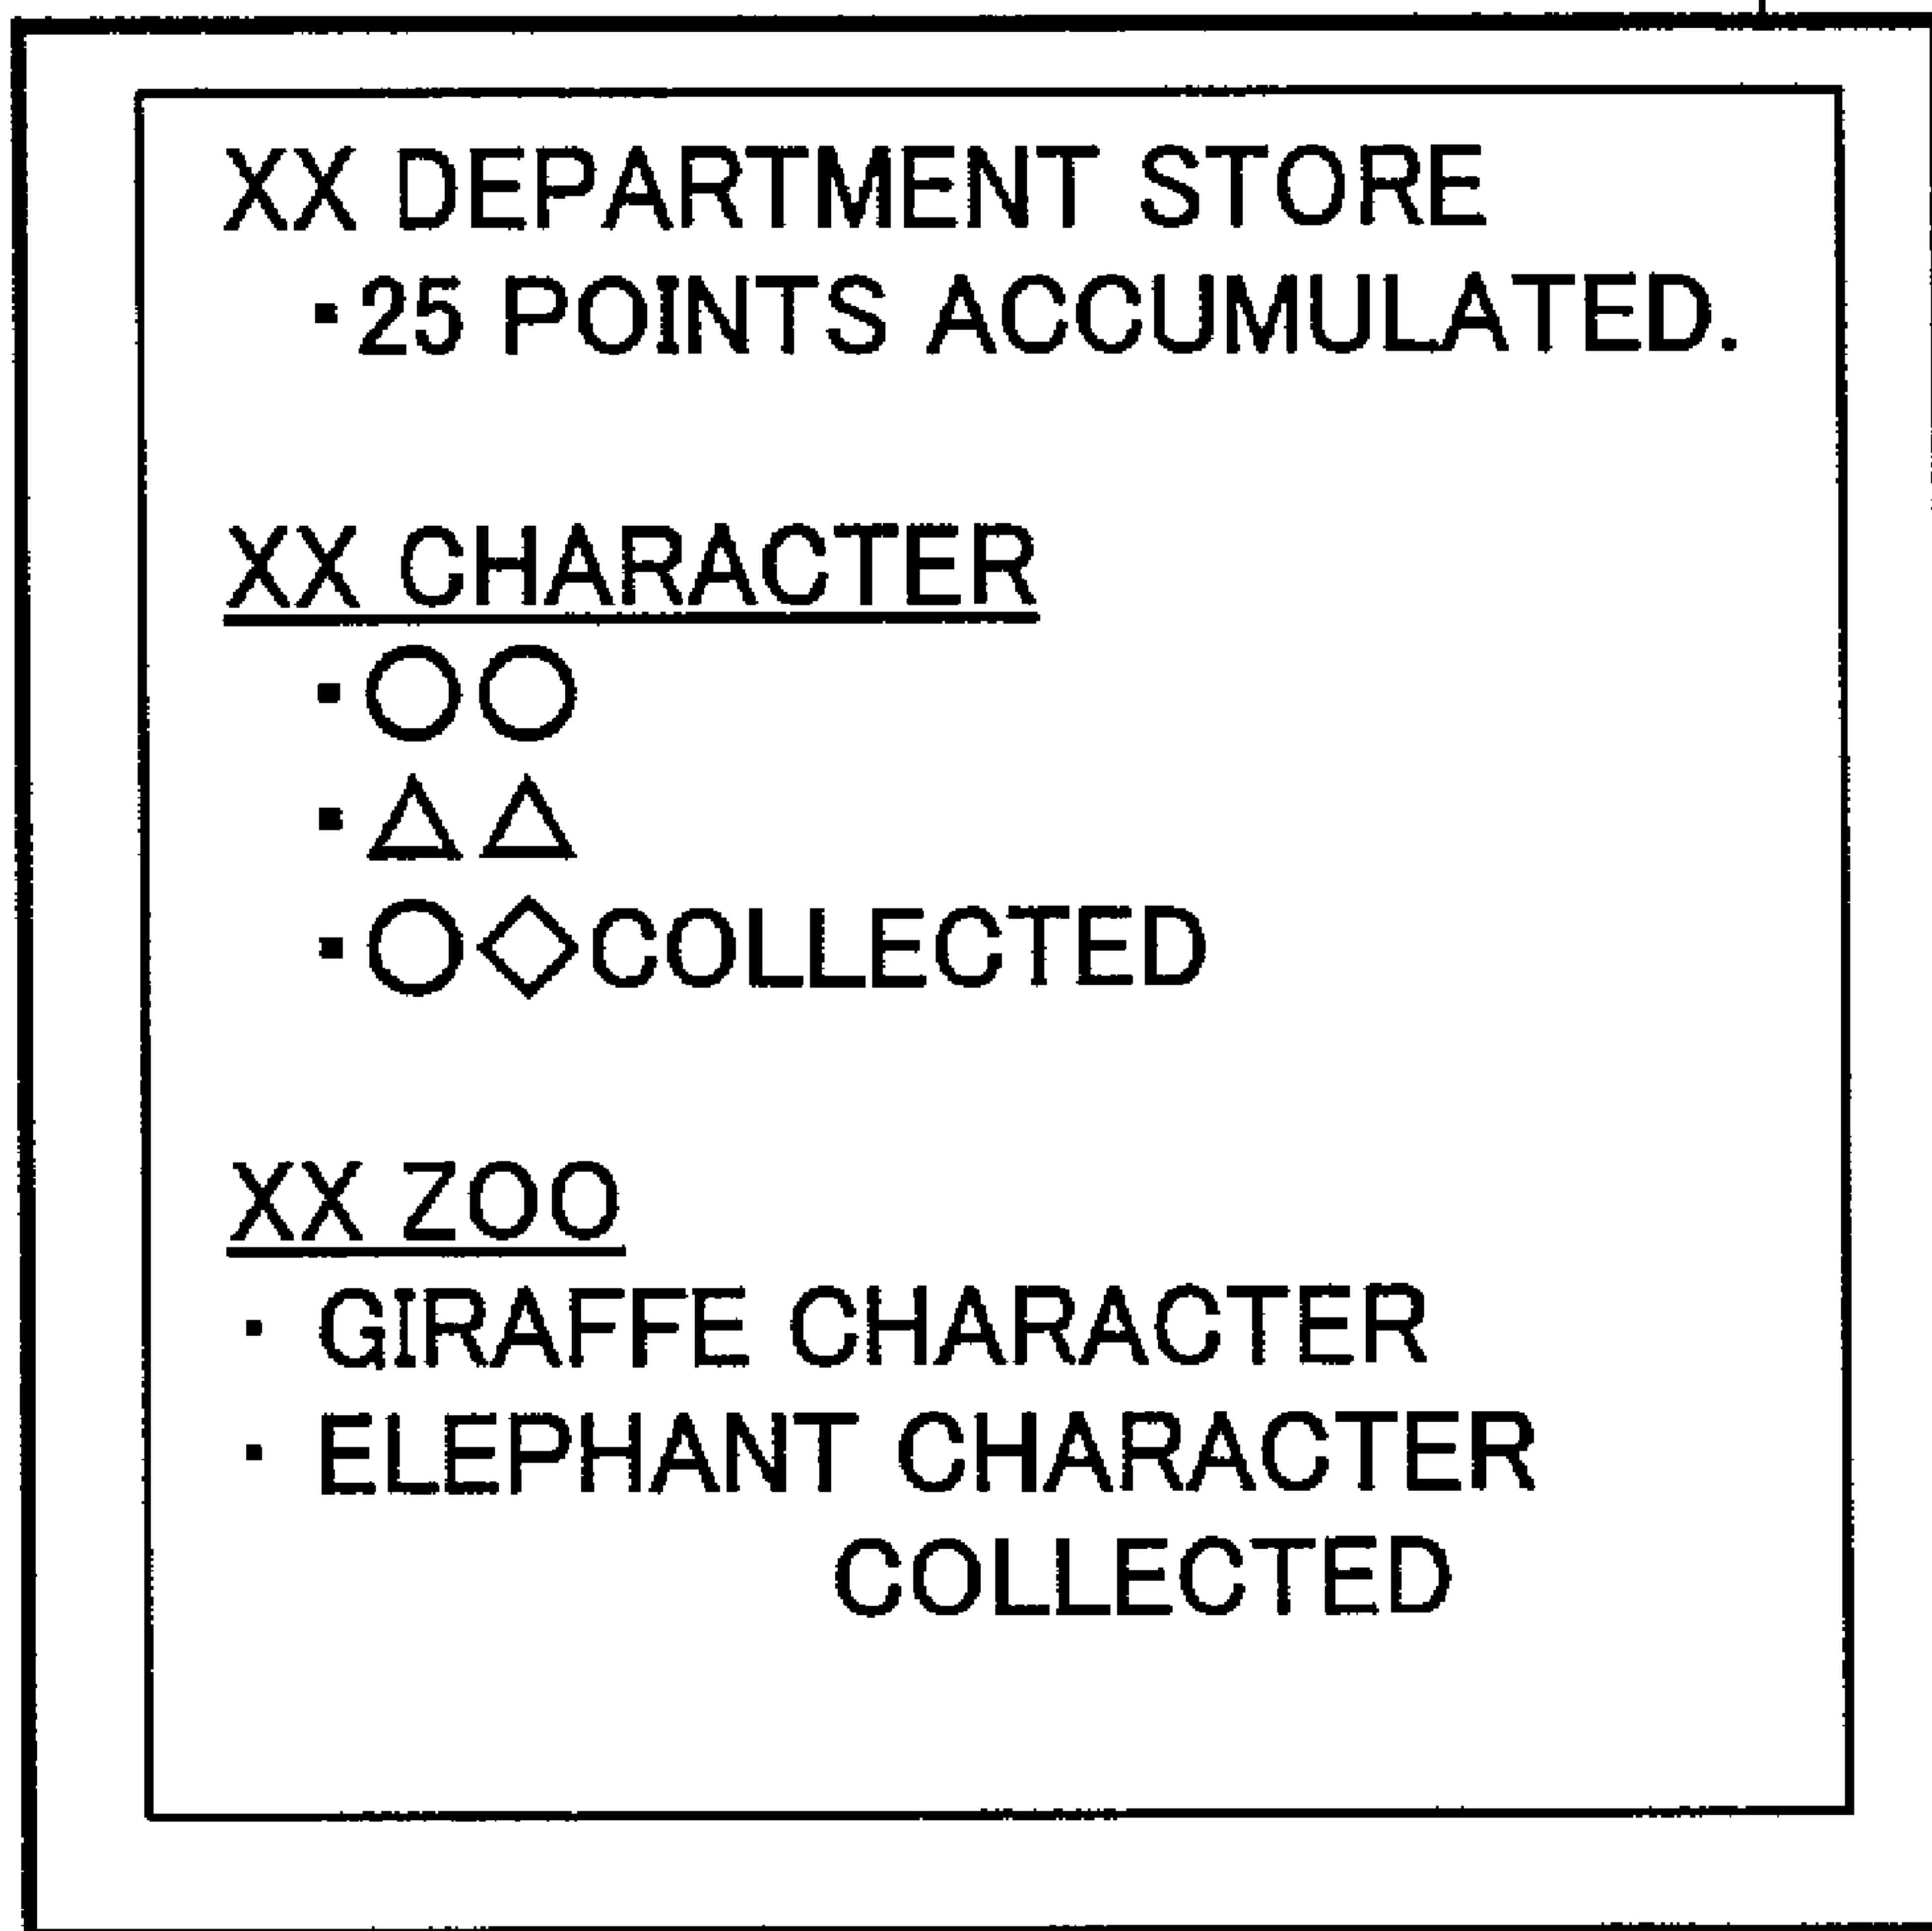 XX DEPARTMENT STORE
・25 POINTS ACCUMULATED.
XX CHARACTER
・○○
・△△
・○◇COLLECTED
XX ZOO
・ GIRAFFE CHARACTER
・ ELEPHANT CHARACTER
COLLECTED